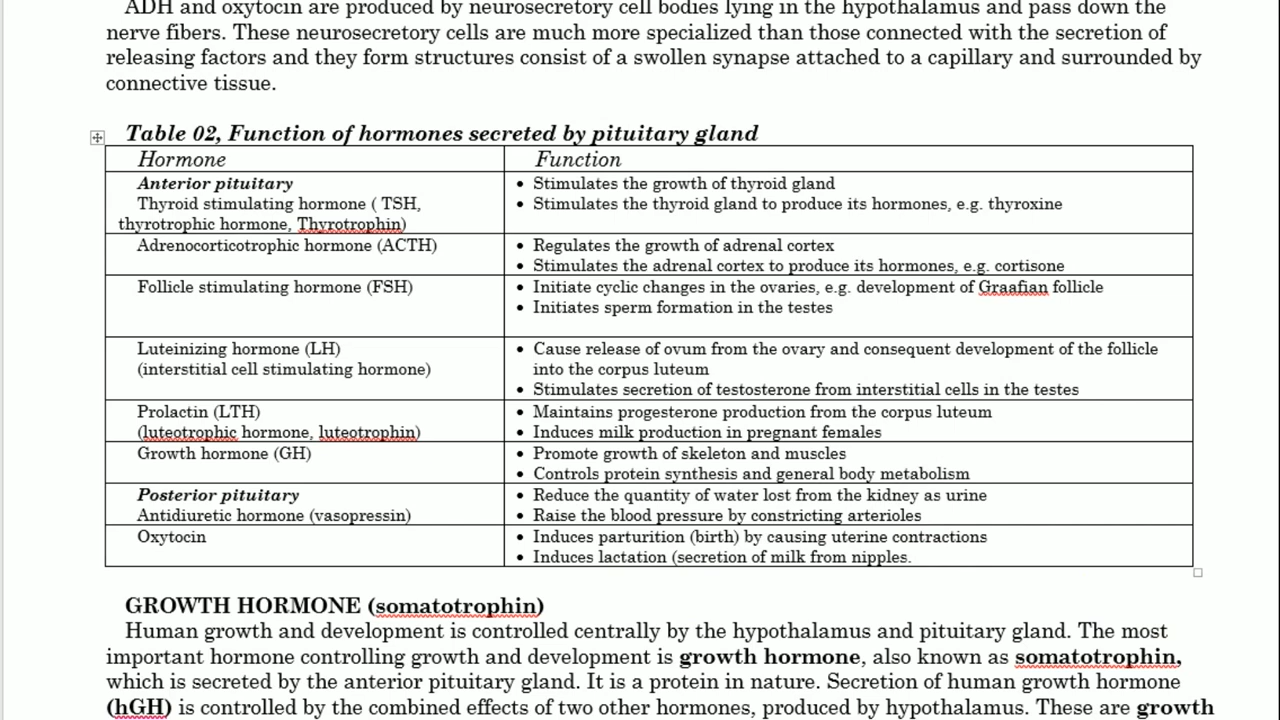 ADH and oxytocin are produced by neurosecretory cell bodies lying in the hypothalamus and pass down the
nerve fibers. These neurosecretory cells are much more specialized than those connected with the secretion of
releasing factors and they form structures consist of a swollen synapse attached to a capillary and surrounded by
connective tissue.
Table 02, Function of hormones secreted by pituitary gland
Hormone
Function
Anterior pituitary
Thyroid stimulating hormone ( TSH,
thyrotrophic hormone, Thyrotrophin)
• Stimulates the growth of thyroid gland
• Stimulates the thyroid gland to produce its hormones, e.g. thyroxine
Adrenocorticotrophic hormone (ACTH)
• Regulates the growth of adrenal cortex
• Stimulates the adrenal cortex to produce its hormones, e.g. cortisone
Follicle stimulating hormone (FSH)
• Initiate cyclic changes in the ovaries, e.g. development of Graafian follicle
• Initiates sperm formation in the testes
Luteinizing hormone (LH)
(interstitial cell stimulating hormone)
• Cause release of ovum from the ovary and consequent development of the follicle
into the corpus luteum
• Stimulates secretion of testosterone from interstitial cells in the testes
Prolactin (LTH)
(luteotrophic hormone, luteotrophin)
• Maintains progesterone production from the corpus luteum
• Induces milk production in pregnant females
Growth hormone (GH)
• Promote growth of skeleton and muscles
• Controls protein synthesis and general body metabolism
Posterior pituitary
Antidiuretic hormone (vasopressin)
• Reduce the quantity of water lost from the kidney as urine
• Raise the blood pressure by constricting arterioles
Oxytocin
• Induces parturition (birth) by causing uterine contractions
• Induces lactation (secretion of milk from nipples.
GROWTH HORMONE (somatotrophin)
Human growth and development is controlled centrally by the hypothalamus and pituitary gland. The most
important hormone controlling growth and development is growth hormone, also known as somatotrophin,
which is secreted by the anterior pituitary gland. It is a protein in nature. Secretion of human growth hormone
(hGH) is controlled by the combined effects of two other hormones, produced by hypothalamus. These are growth